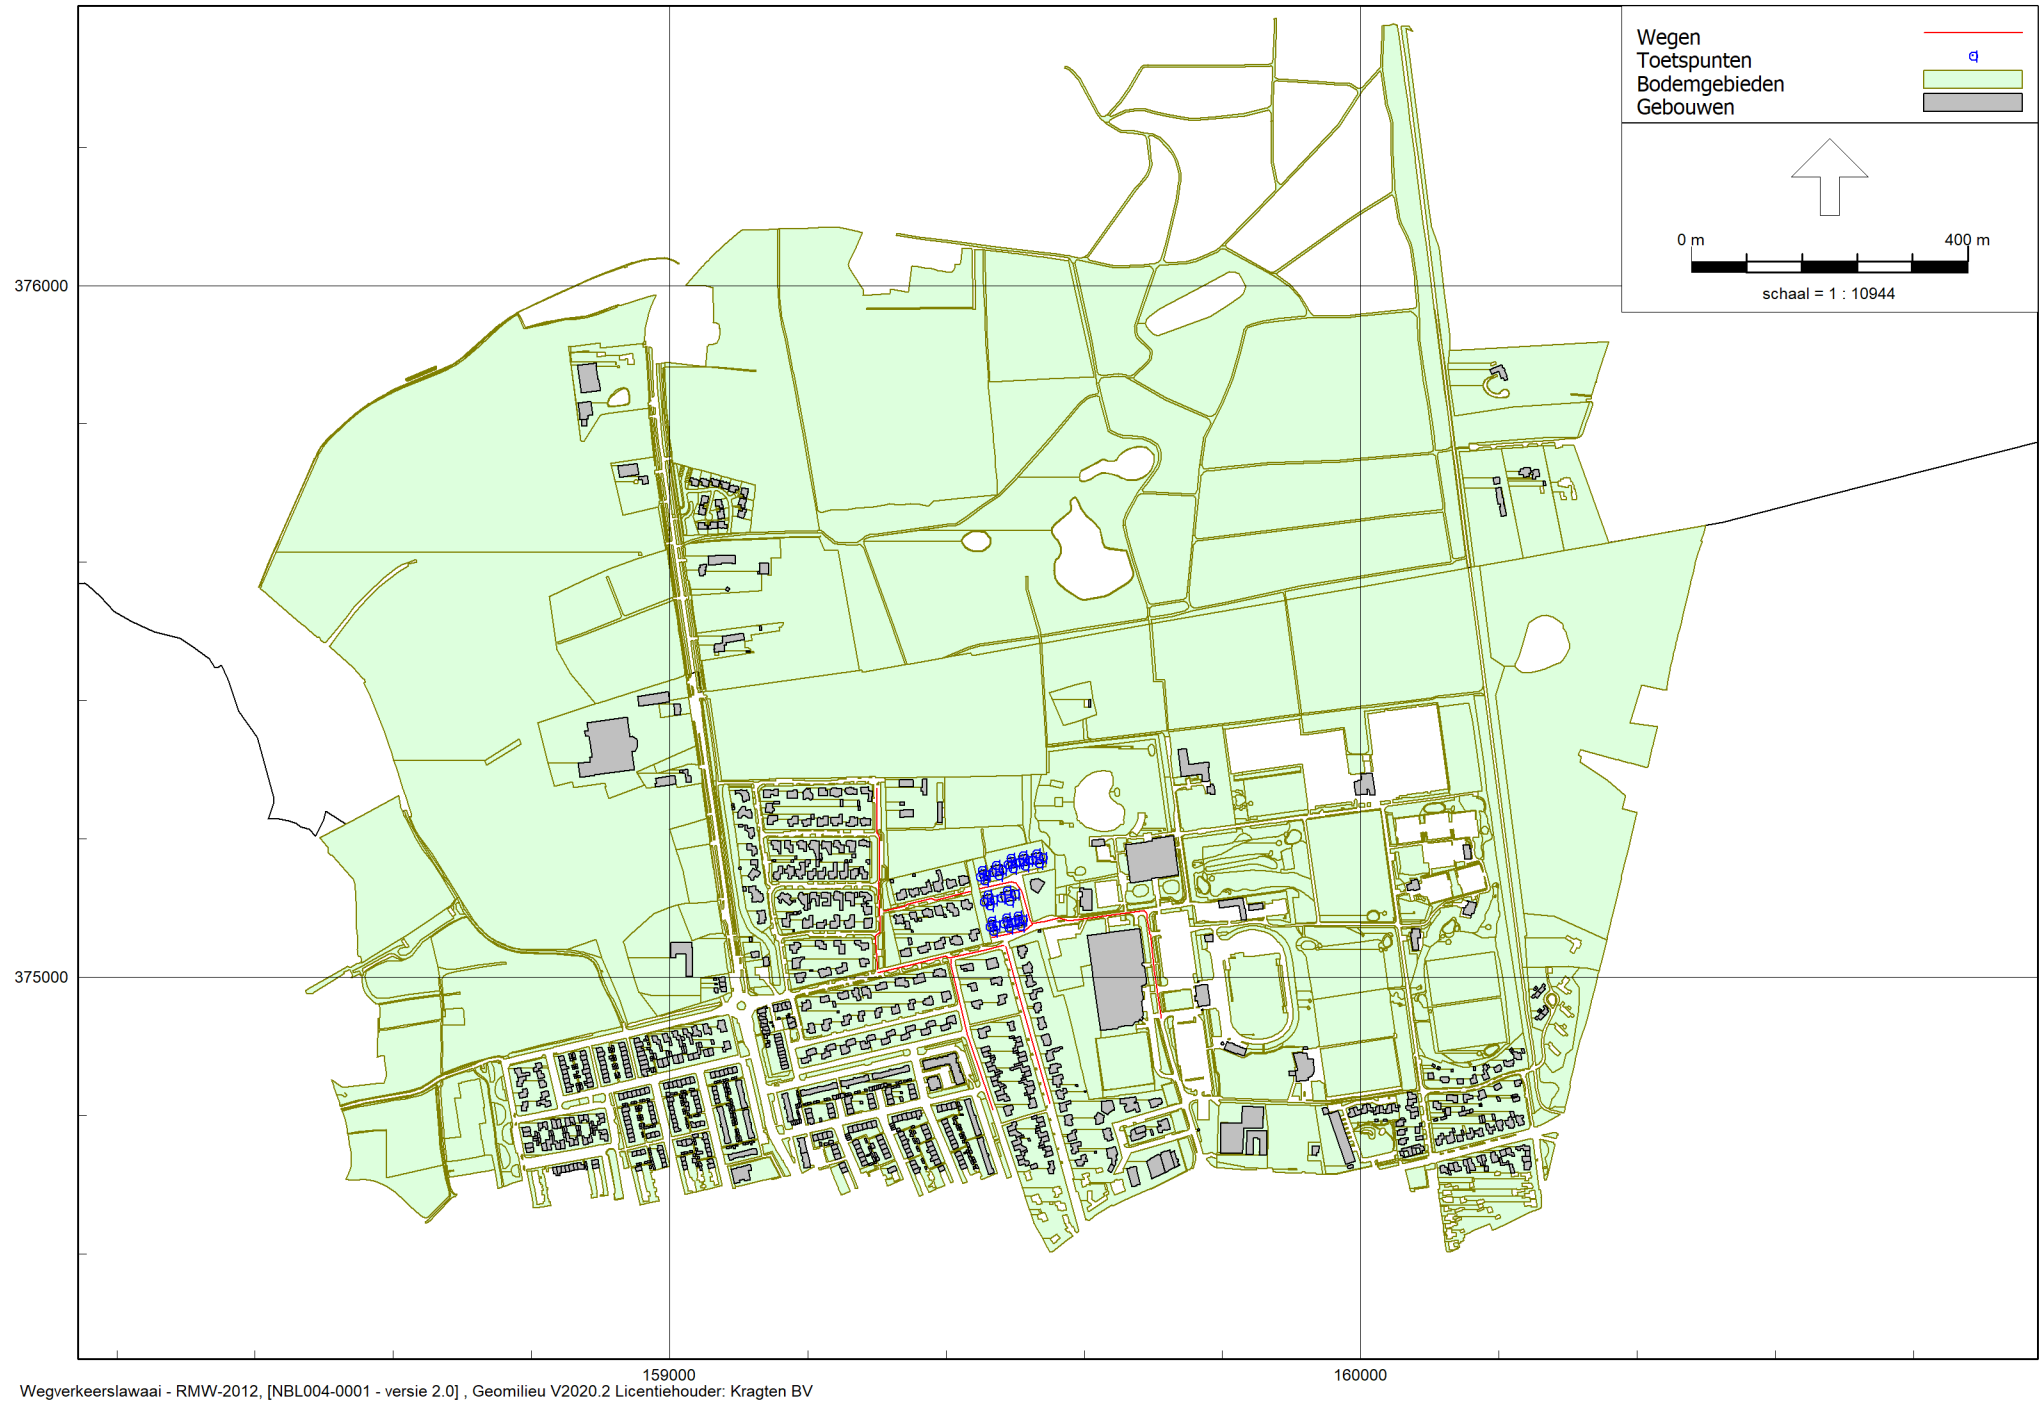 Wegen
Toetspunten
Bodemgebieden
Gebouwen
0 m 400 m
schaal = 1 : 10944
376000
375000
159000 160000
Wegverkeerslawaai - RMW-2012, [NBL004-0001 - versie 2.0] , Geomilieu V2020.2 Licentiehouder: Kragten BV